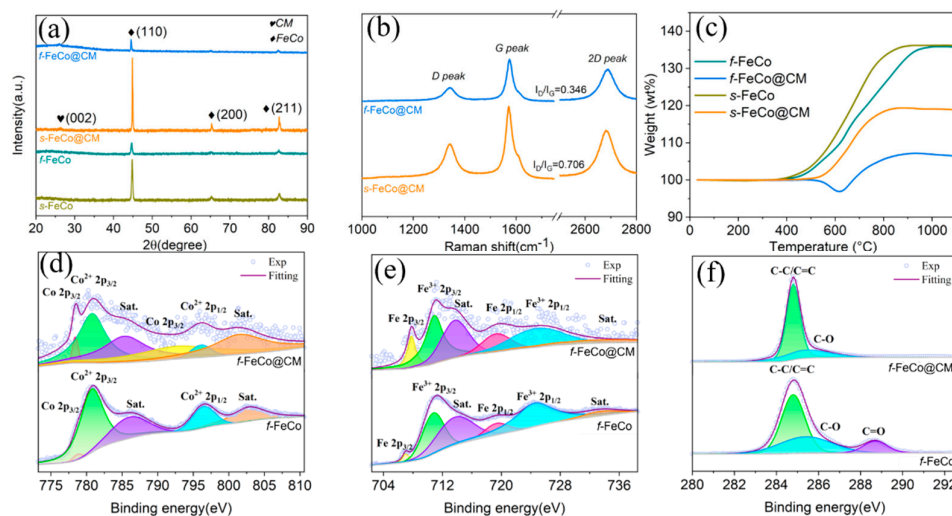 (a)
♥CM
♦FeCo
♦(110)
f-FeCo@CM
♥(002)
♦(200)
♦(211)
s-FeCo@CM
f-FeCo
s-FeCo
Intensity(a.u.)
20 30 40 50 60 70 80 90
2θ(degree)
(b)
D peak
G peak
2D peak
I_D/I_G=0.346
f-FeCo@CM
I_D/I_G=0.706
s-FeCo@CM
1000 1200 1400 1600 2600 2800
Raman shift(cm⁻¹)
(c)
f-FeCo
f-FeCo@CM
s-FeCo
s-FeCo@CM
Weight (wt%)
140
130
120
110
100
90
0 200 400 600 800 1000
Temperature (°C)
(d)
Exp
Fitting
Co 2p3/2
Co²⁺ 2p3/2
Sat.
Co 2p3/2
Co²⁺ 2p1/2
Sat.
f-FeCo@CM
Co 2p3/2
Co²⁺ 2p3/2
Sat.
Co²⁺ 2p1/2
Sat.
f-FeCo
775 780 785 790 795 800 805 810
Binding energy(eV)
(e)
Exp
Fitting
Fe 2p3/2
Fe³⁺ 2p3/2
Sat.
Fe 2p1/2
Fe³⁺ 2p1/2
Sat.
f-FeCo@CM
Fe 2p3/2
Fe³⁺ 2p3/2
Sat.
Fe 2p1/2
Fe³⁺ 2p1/2
Sat.
f-FeCo
704 712 720 728 736
Binding energy(eV)
(f)
Exp
Fitting
C-C/C=C
C-O
f-FeCo@CM
C-C/C=C
C-O
C=O
f-FeCo
280 282 284 286 288 290 292
Binding energy(eV)